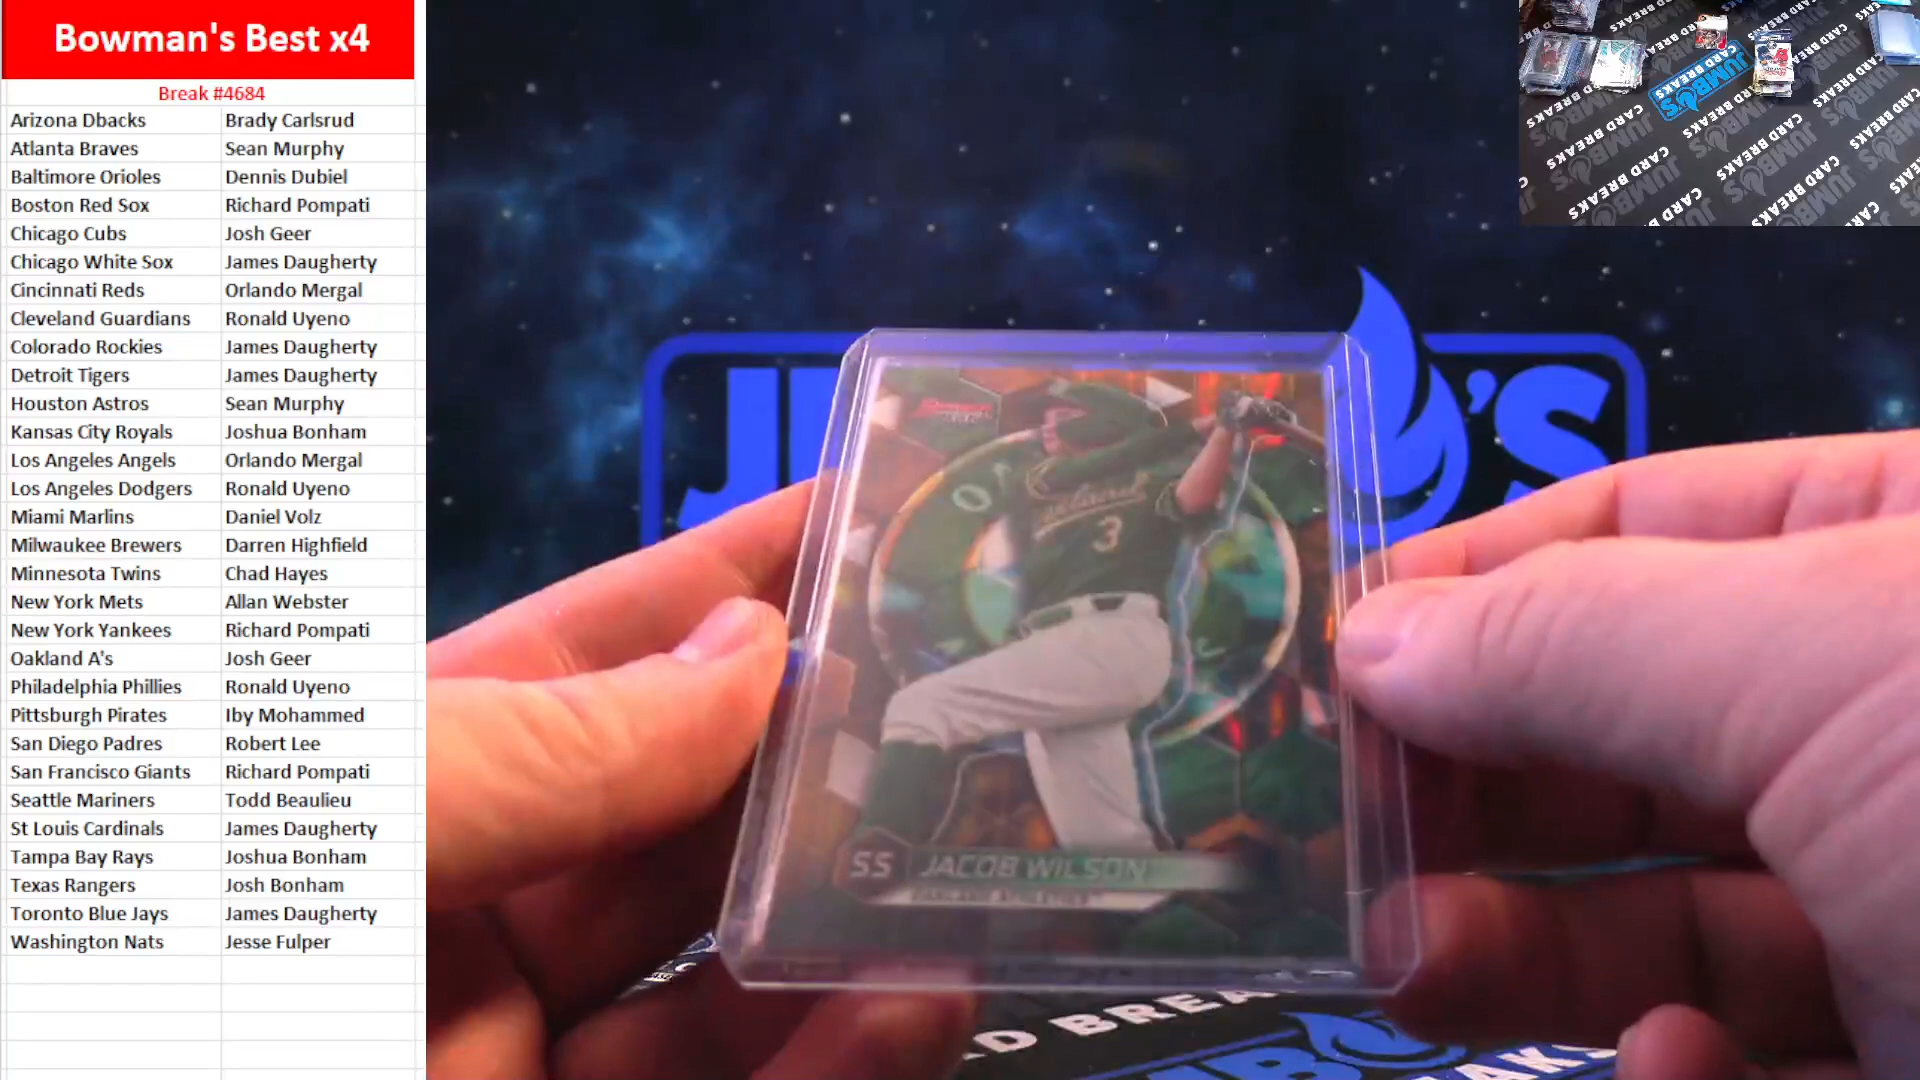 Bowman's Best x4
Break #4684
Arizona Dbacks Brady Carlsrud
Atlanta Braves Sean Murphy
Baltimore Orioles Dennis Dubiel
Boston Red Sox Richard Pompati
Chicago Cubs Josh Geer
Chicago White Sox James Daugherty
Cincinnati Reds Orlando Mergal
Cleveland Guardians Ronald Uyeno
Colorado Rockies James Daugherty
Detroit Tigers James Daugherty
Houston Astros Sean Murphy
Kansas City Royals Joshua Bonham
Los Angeles Angels Orlando Mergal
Los Angeles Dodgers Ronald Uyeno
Miami Marlins Daniel Volz
Milwaukee Brewers Darren Highfield
Minnesota Twins Chad Hayes
New York Mets Allan Webster
New York Yankees Richard Pompati
Oakland A's Josh Geer
Philadelphia Phillies Ronald Uyeno
Pittsburgh Pirates Iby Mohammed
San Diego Padres Robert Lee
San Francisco Giants Richard Pompati
Seattle Mariners Todd Beaulieu
St Louis Cardinals James Daugherty
Tampa Bay Rays Joshua Bonham
Texas Rangers Josh Bonham
Toronto Blue Jays James Daugherty
Washington Nats Jesse Fulper
JUMBO'S
CARD BREAKS
3
SS JACOB WILSON
CARD BREAKS